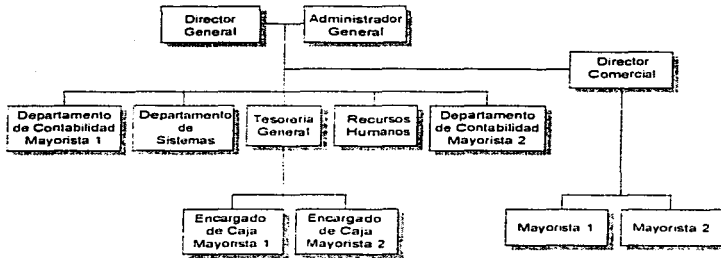 Director
General
Administrador
General
Director
Comercial
Departamento
de Contabilidad
Mayorista 1
Departamento
de
Sistemas
Tesorería
General
Recursos
Humanos
Departamento
de Contabilidad
Mayorista 2
Encargado
de Caja
Mayorista 1
Encargado
de Caja
Mayorista 2
Mayorista 1
Mayorista 2